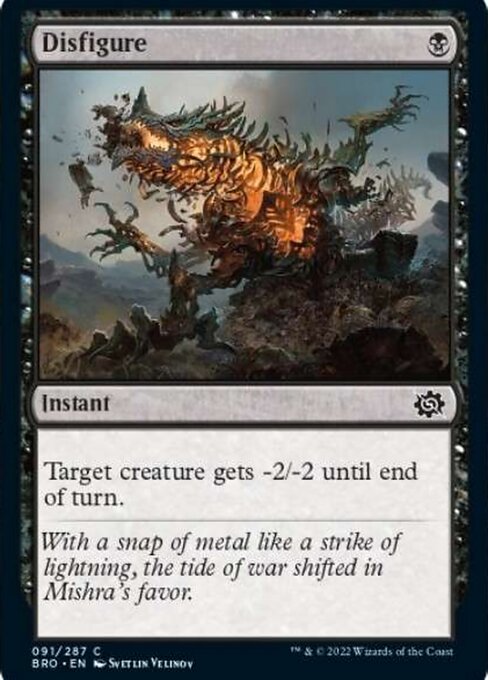 Disfigure
Instant
Target creature gets -2/-2 until end
of turn.
With a snap of metal like a strike of
lightning, the tide of war shifted in
Mishra's favor.
091/287 C
BRO • EN Svetlin Velinov
™ & © 2022 Wizards of the Coast